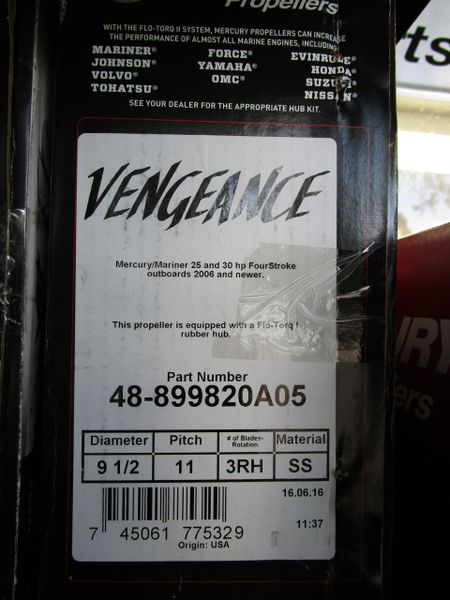 Propellers
WITH THE FLO-TORQ II SYSTEM, MERCURY PROPELLERS CAN INCREASE
THE PERFORMANCE OF ALMOST ALL MARINE ENGINES, INCLUDING:
MARINER® FORCE® EVINRUDE®
JOHNSON® YAMAHA® HONDA®
VOLVO® OMC® SUZUKI®
TOHATSU® NISSAN®
SEE YOUR DEALER FOR THE APPROPRIATE HUB KIT.
VENGEANCE
Mercury/Mariner 25 and 30 hp FourStroke
outboards 2006 and newer.
This propeller is equipped with a Flo-Torq I
rubber hub.
Part Number
48-899820A05
Diameter Pitch # of Blades- Rotation Material
9 1/2 11 3RH SS
16.06.16
11:37
7 45061 775329
Origin: USA
ts
RY
ers